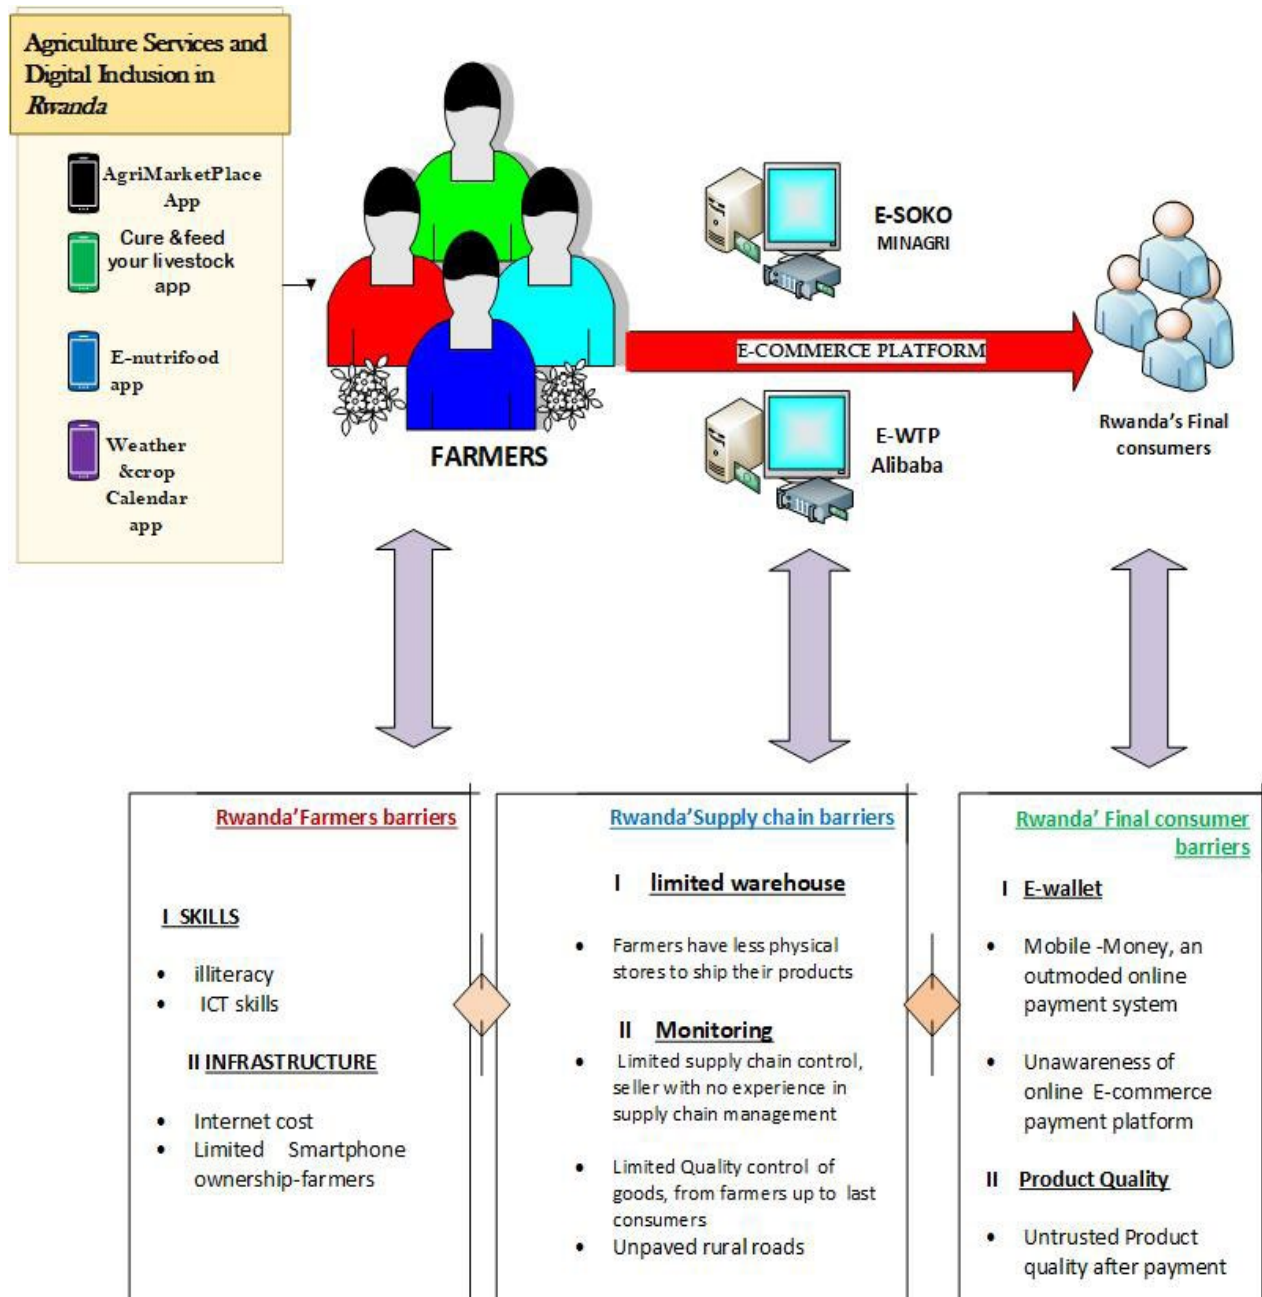 Agriculture Services and
Digital Inclusion in
Rwanda
AgriMarketPlace
App
Cure &feed
your livestock
app
E-nutrifood
app
Weather
&crop
Calendar
app
FARMERS
E-SOKO
MINAGRI
E-COMMERCE PLATFORM
E-WTP
Alibaba
Rwanda's Final
consumers
Rwanda'Farmers barriers
I SKILLS
• illiteracy
• ICT skills
II INFRASTRUCTURE
• Internet cost
• Limited Smartphone
ownership-farmers
Rwanda'Supply chain barriers
I limited warehouse
• Farmers have less physical
stores to ship their products
II Monitoring
• Limited supply chain control,
seller with no experience in
supply chain management
• Limited Quality control of
goods, from farmers up to last
consumers
• Unpaved rural roads
Rwanda' Final consumer
barriers
I E-wallet
• Mobile -Money, an
outmoded online
payment system
• Unawareness of
online E-commerce
payment platform
II Product Quality
• Untrusted Product
quality after payment